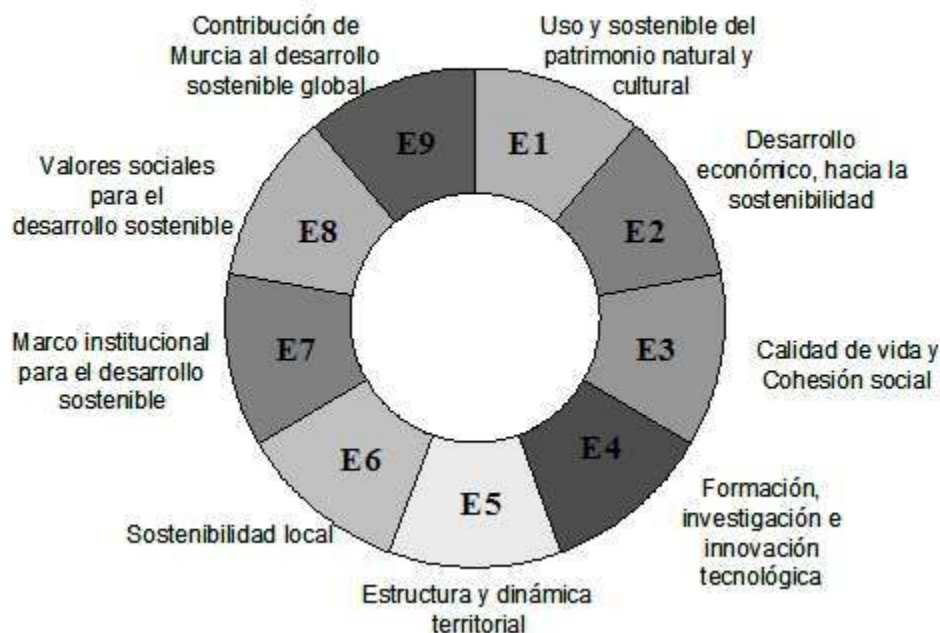 Contribución de
Murcia al desarrollo
sostenible global
Uso y sostenible del
patrimonio natural y
cultural
Desarrollo
económico, hacia la
sostenibilidad
Valores sociales
para el
desarrollo sostenible
Marco institucional
para el desarrollo
sostenible
Calidad de vida y
Cohesión social
Sostenibilidad local
Formación,
investigación e
innovación
tecnológica
Estructura y dinámica
territorial
E9
E1
E8
E2
E7
E3
E6
E4
E5